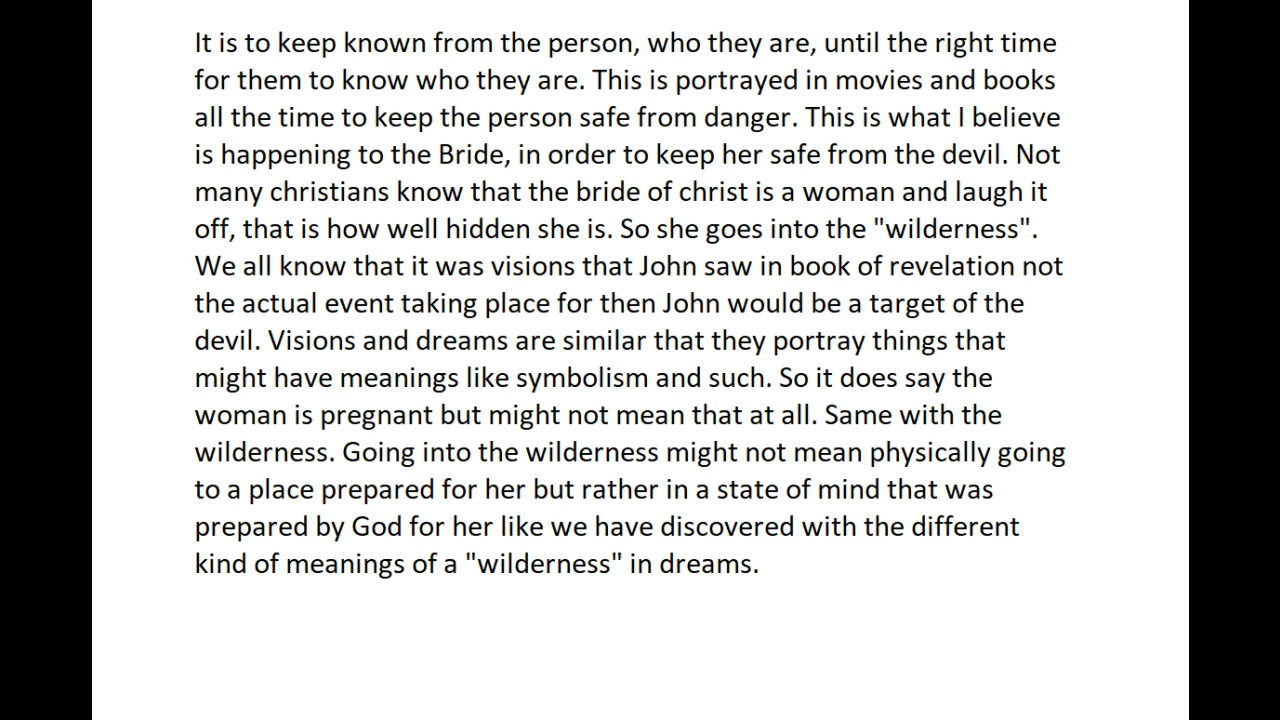 It is to keep known from the person, who they are, until the right time
for them to know who they are. This is portrayed in movies and books
all the time to keep the person safe from danger. This is what I believe
is happening to the Bride, in order to keep her safe from the devil. Not
many christians know that the bride of christ is a woman and laugh it
off, that is how well hidden she is. So she goes into the "wilderness".
We all know that it was visions that John saw in book of revelation not
the actual event taking place for then John would be a target of the
devil. Visions and dreams are similar that they portray things that
might have meanings like symbolism and such. So it does say the
woman is pregnant but might not mean that at all. Same with the
wilderness. Going into the wilderness might not mean physically going
to a place prepared for her but rather in a state of mind that was
prepared by God for her like we have discovered with the different
kind of meanings of a "wilderness" in dreams.